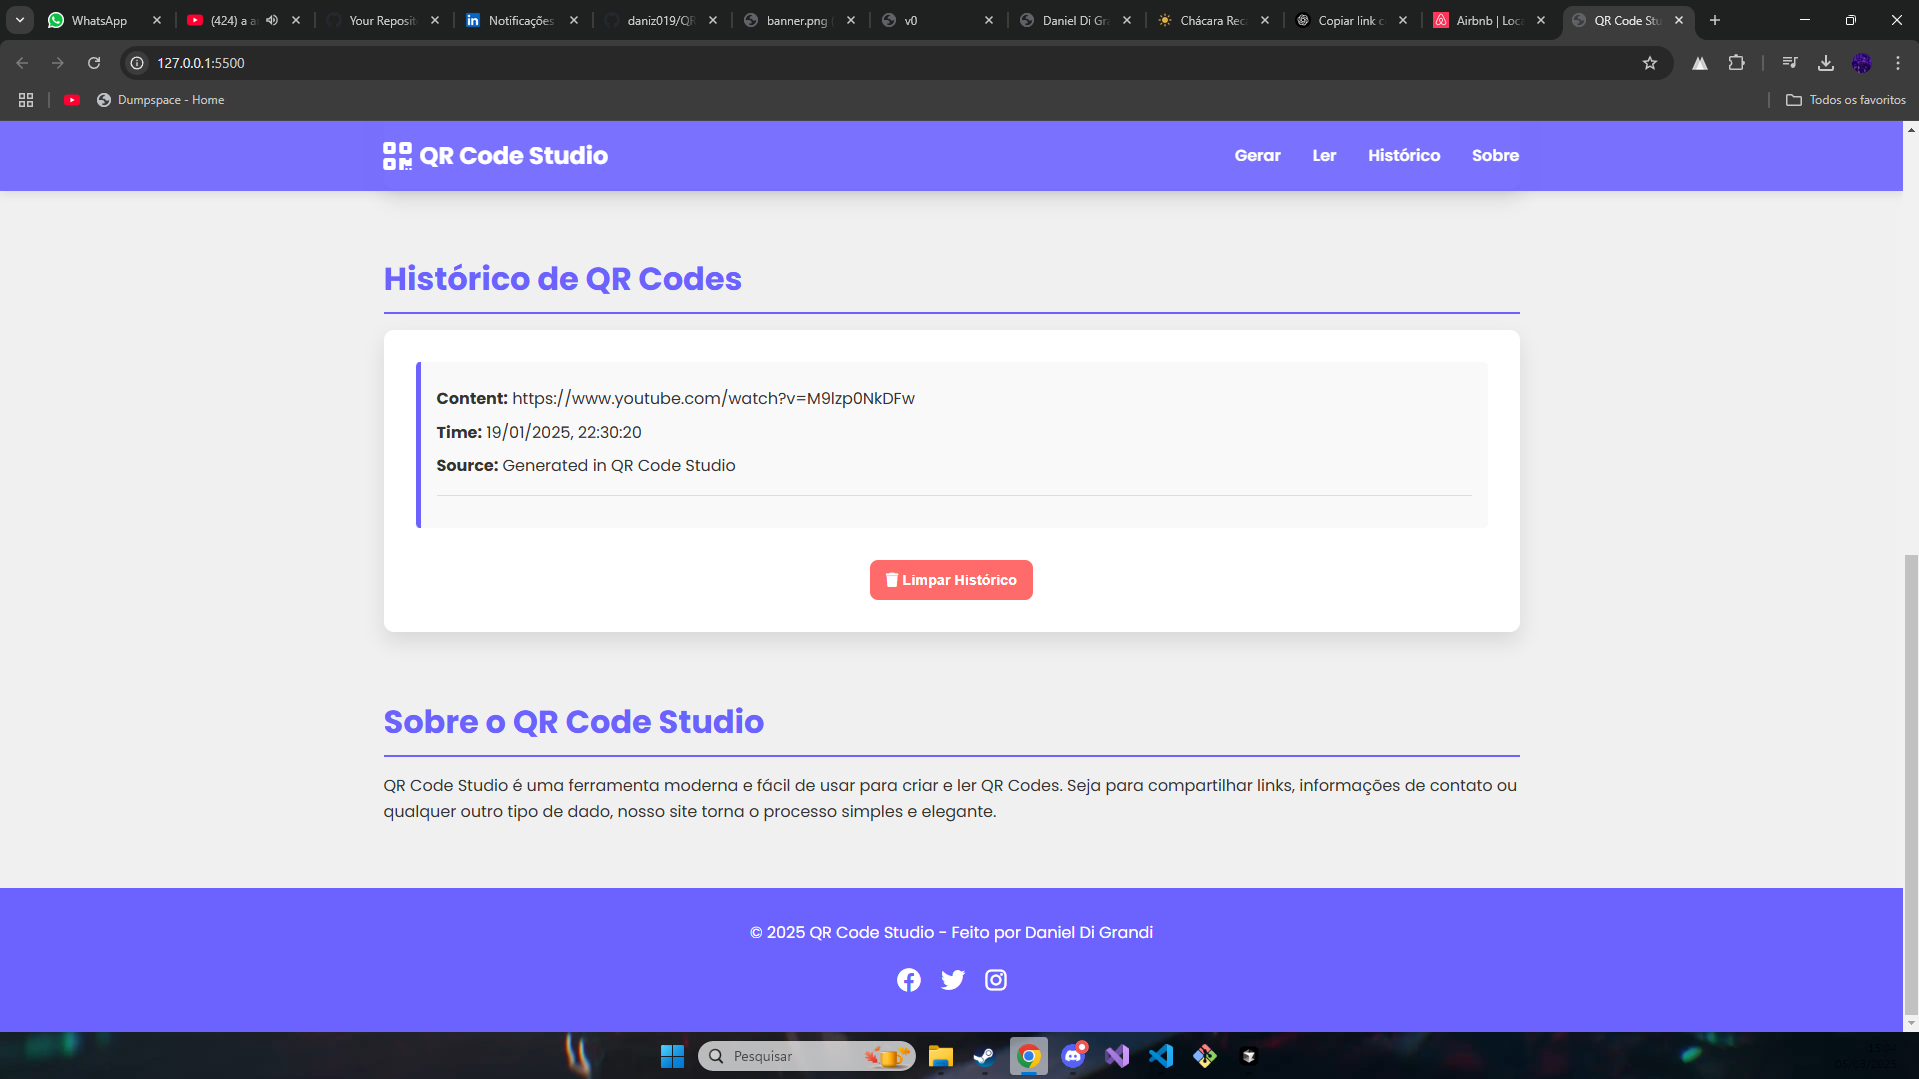 WhatsApp
(424) a a
Your Reposit
Notificações
daniz019/QR
banner.png (
v0
Daniel Di Gra
Chácara Rec
Copiar link c
Airbnb | Loc
QR Code Stu
127.0.0.1:5500
Dumpspace - Home
Todos os favoritos
QR Code Studio
Gerar
Ler
Histórico
Sobre
Histórico de QR Codes
Content: https://www.youtube.com/watch?v=M9lzp0NkDFw
Time: 19/01/2025, 22:30:20
Source: Generated in QR Code Studio
Limpar Histórico
Sobre o QR Code Studio
QR Code Studio é uma ferramenta moderna e fácil de usar para criar e ler QR Codes. Seja para compartilhar links, informações de contato ou
qualquer outro tipo de dado, nosso site torna o processo simples e elegante.
© 2025 QR Code Studio - Feito por Daniel Di Grandi
Pesquisar